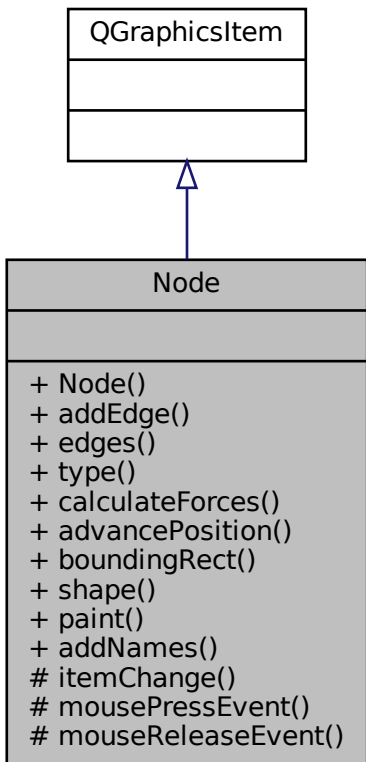 QGraphicsItem
Node
+ Node()
+ addEdge()
+ edges()
+ type()
+ calculateForces()
+ advancePosition()
+ boundingRect()
+ shape()
+ paint()
+ addNames()
# itemChange()
# mousePressEvent()
# mouseReleaseEvent()